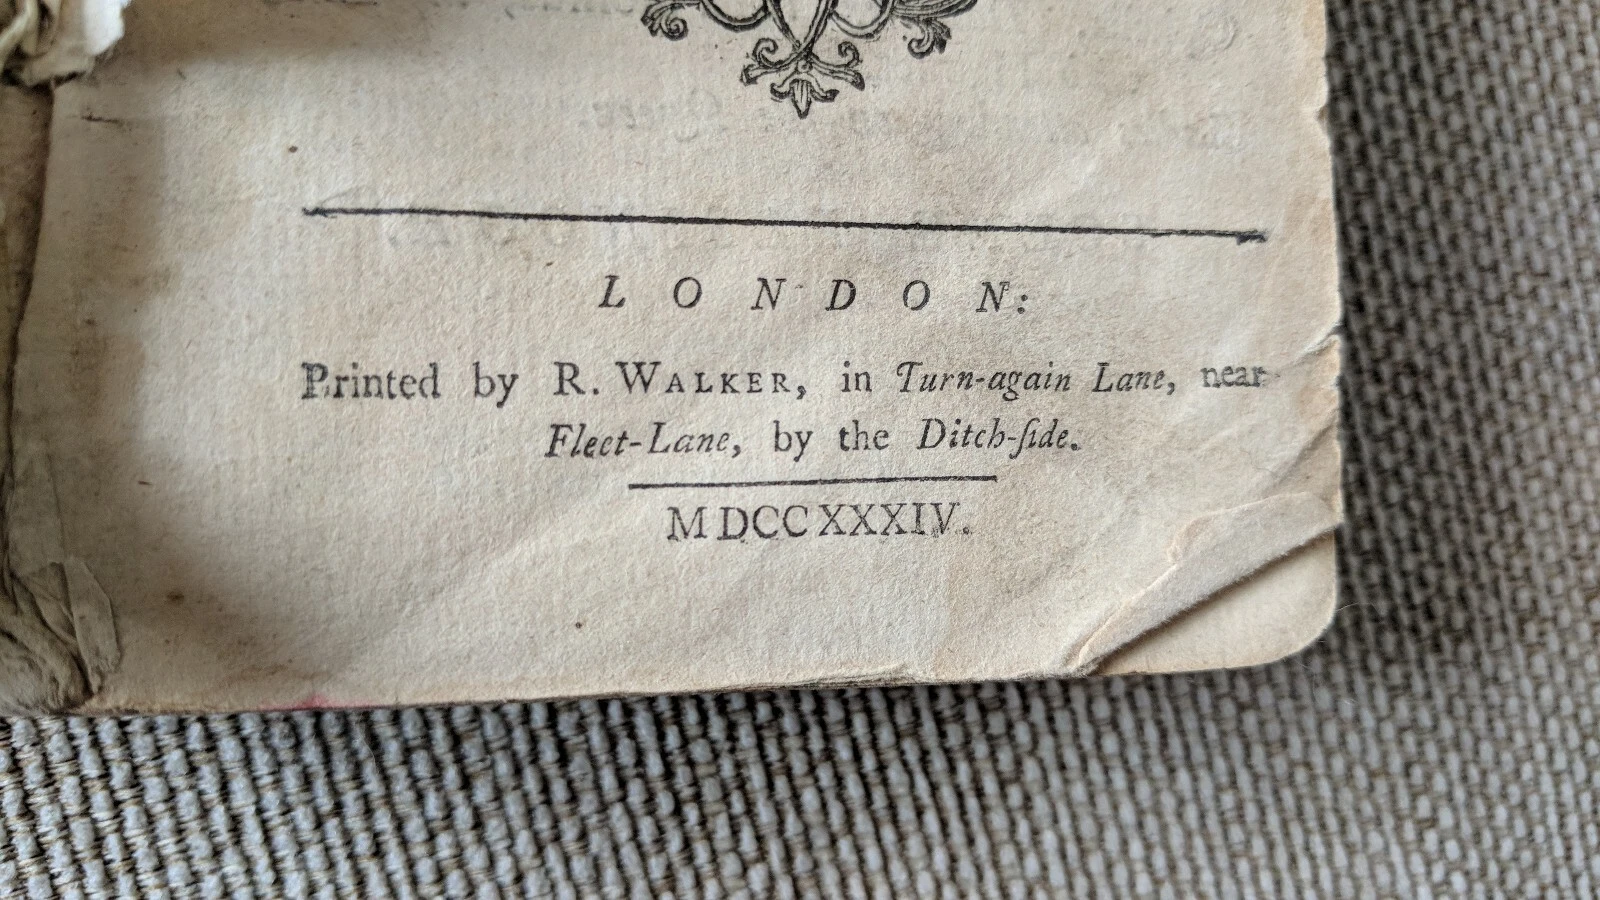 LONDON:
Printed by R. WALKER, in Turn-again Lane, near
Fleet-Lane, by the Ditch-ſide.
MDCCXXXIV.